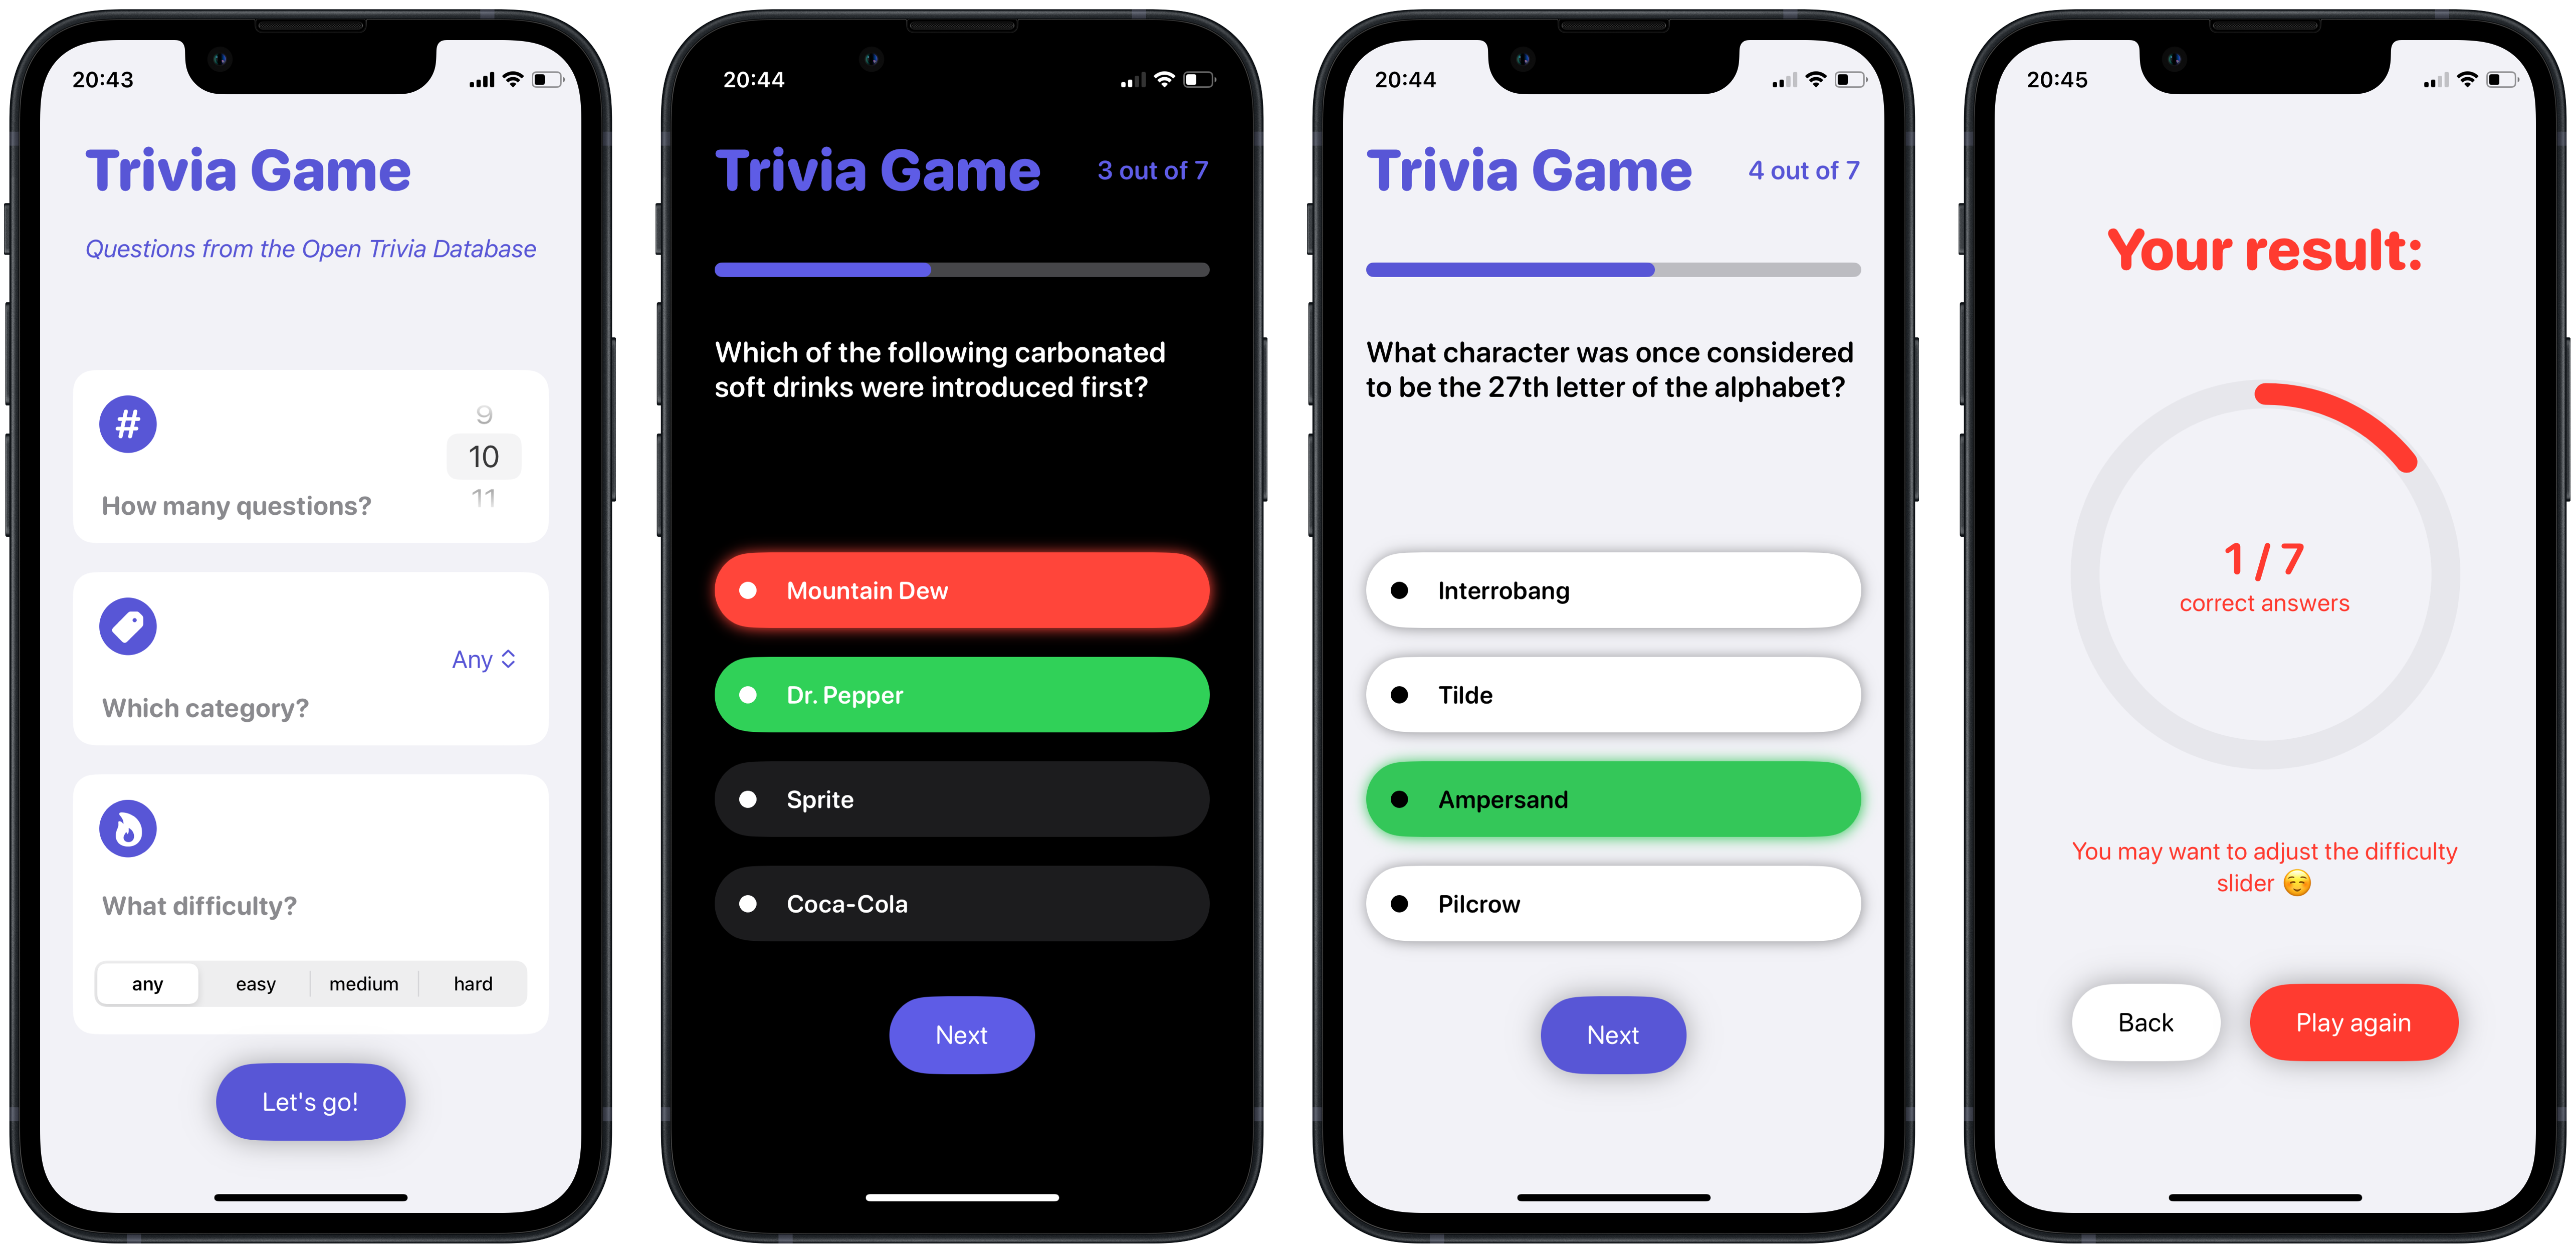 20:43
Trivia Game
Questions from the Open Trivia Database
#
9
10
11
How many questions?
Any
Which category?
What difficulty?
any easy medium hard
Let's go!
20:44
Trivia Game 3 out of 7
Which of the following carbonated
soft drinks were introduced first?
Mountain Dew
Dr. Pepper
Sprite
Coca-Cola
Next
20:44
Trivia Game 4 out of 7
What character was once considered
to be the 27th letter of the alphabet?
Interrobang
Tilde
Ampersand
Pilcrow
Next
20:45
Your result:
1 / 7
correct answers
You may want to adjust the difficulty
slider ☺️
Back Play again